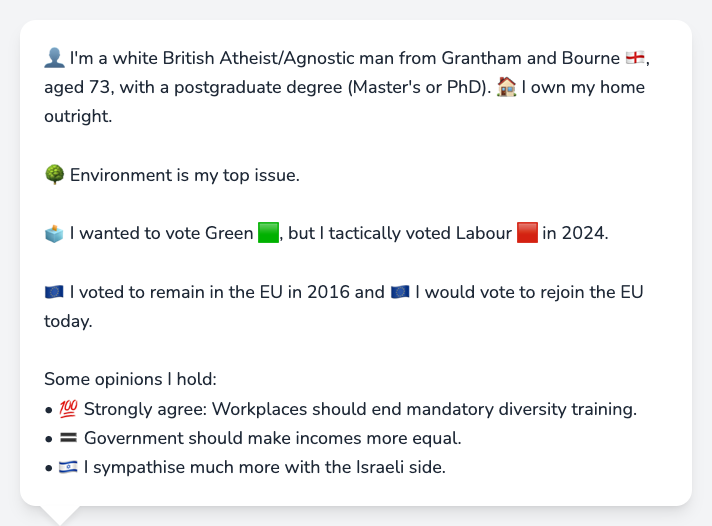 👤 I'm a white British Atheist/Agnostic man from Grantham and Bourne 🏴󠁧󠁢󠁥󠁮󠁧󠁿,
aged 73, with a postgraduate degree (Master's or PhD). 🏠 I own my home
outright.
🌳 Environment is my top issue.
🗳️ I wanted to vote Green 🟩, but I tactically voted Labour 🟥 in 2024.
🇪🇺 I voted to remain in the EU in 2016 and 🇪🇺 I would vote to rejoin the EU
today.
Some opinions I hold:
• 💯 Strongly agree: Workplaces should end mandatory diversity training.
• 🟰 Government should make incomes more equal.
• 🇮🇱 I sympathise much more with the Israeli side.